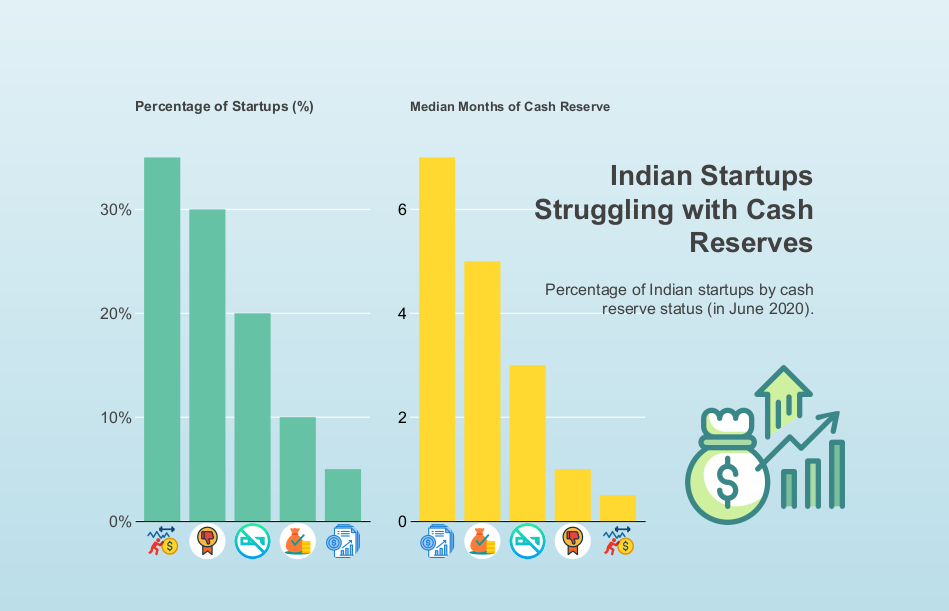 Percentage of Startups (%)
Median Months of Cash Reserve
Indian Startups
Struggling with Cash
Reserves
Percentage of Indian startups by cash
reserve status (in June 2020).
30%
20%
10%
0%
6
4
2
0
$
$
$
$
$